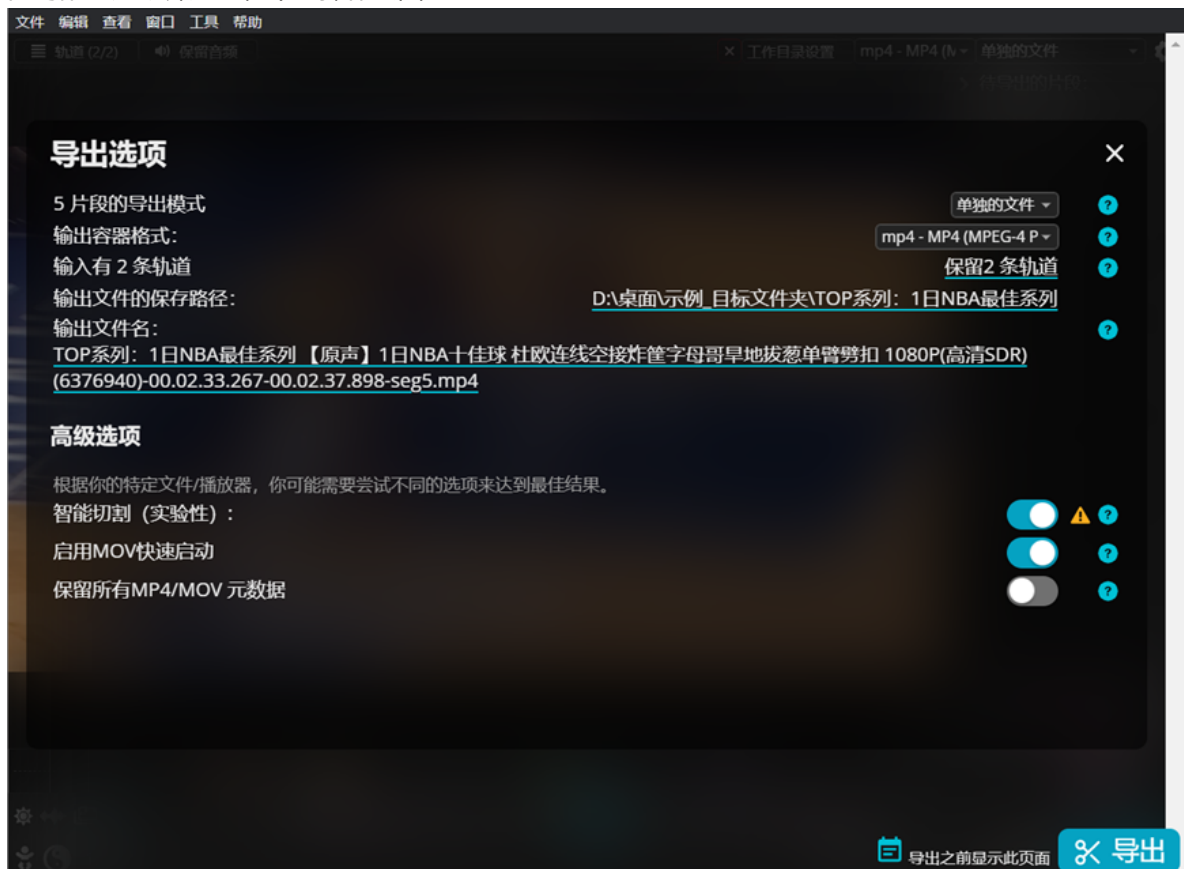 文件 编辑 查看 窗口 工具 帮助
轨道 (2/2) 保留音频 × 工作目录设置 mp4 - MP4 (M 单独的文件
待导出的片段
导出选项
5 片段的导出模式 单独的文件
输出容器格式: mp4 - MP4 (MPEG-4 P
输入有 2 条轨道 保留2 条轨道
输出文件的保存路径: D:\桌面\示例_目标文件夹\TOP系列：1日NBA最佳系列
输出文件名:
TOP系列：1日NBA最佳系列 【原声】1日NBA十佳球 杜欧连线空接炸筐字母哥旱地拔葱单臂劈扣 1080P(高清SDR)
(6376940)-00.02.33.267-00.02.37.898-seg5.mp4
高级选项
根据你的特定文件/播放器，你可能需要尝试不同的选项来达到最佳结果。
智能切割（实验性）:
启用MOV快速启动
保留所有MP4/MOV 元数据
导出之前显示此页面 导出